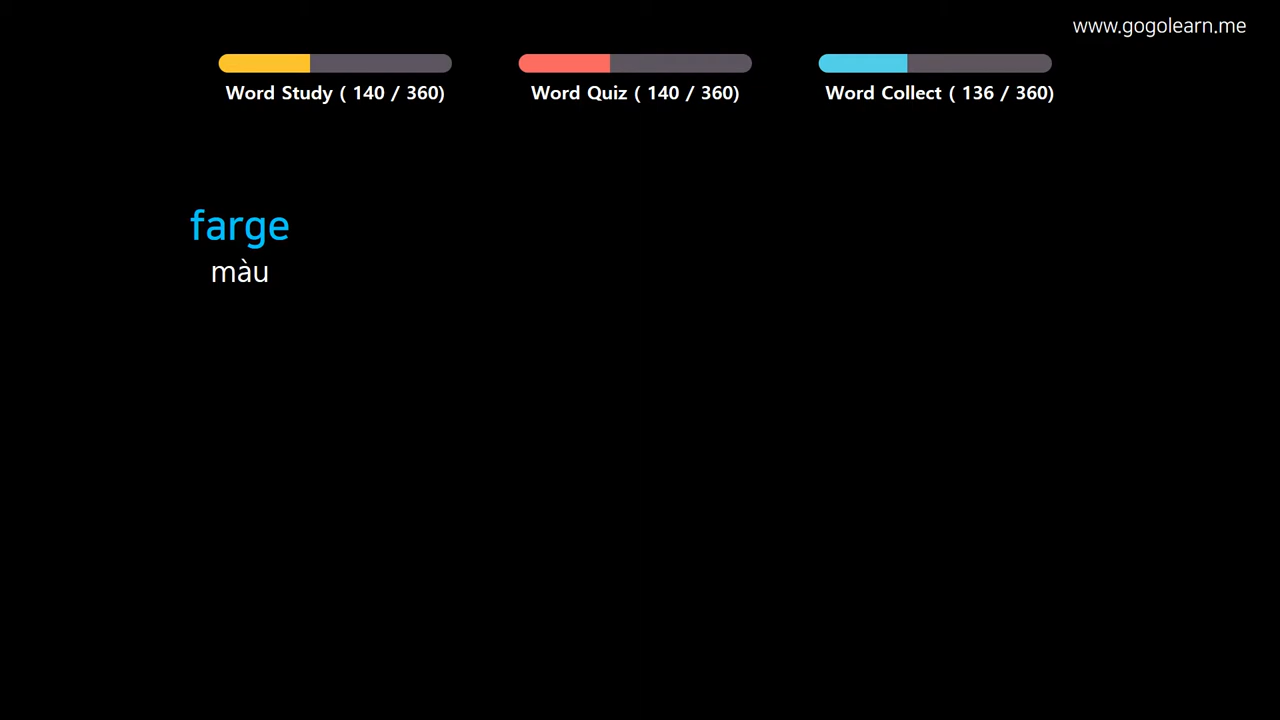 www.gogolearn.me
Word Study ( 140 / 360)
Word Quiz ( 140 / 360)
Word Collect ( 136 / 360)
farge
màu